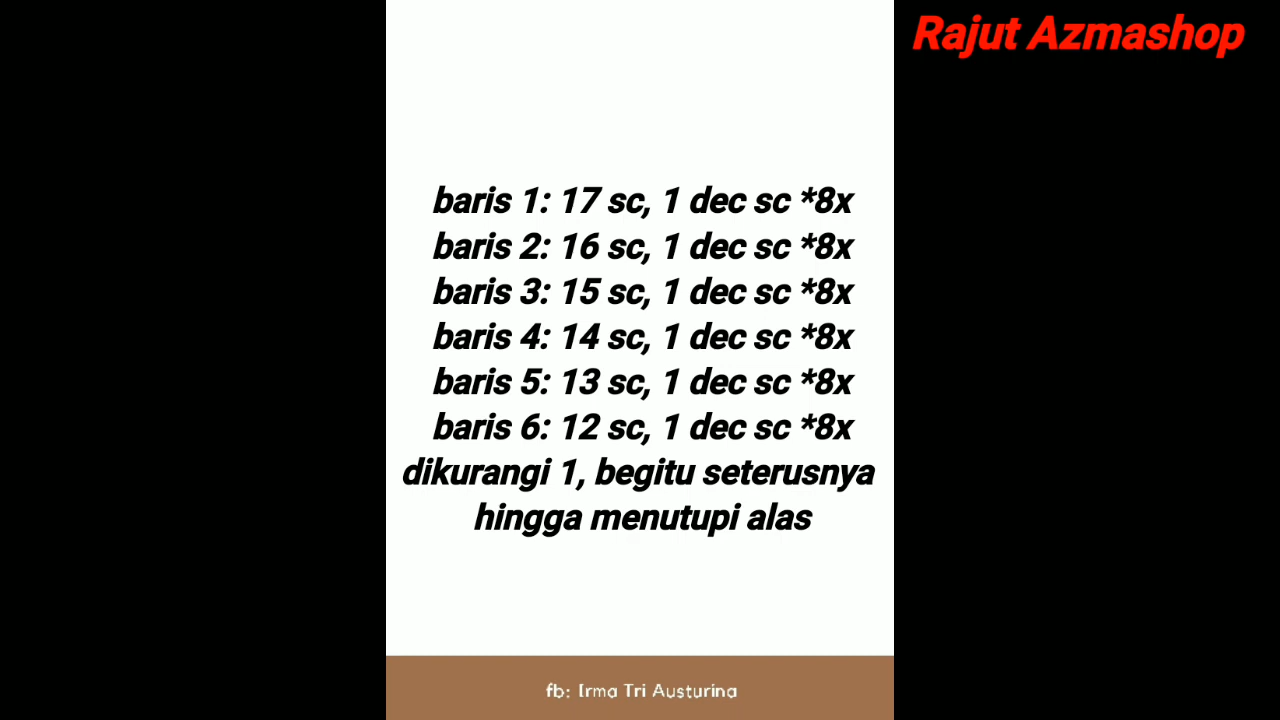 Rajut Azmashop
baris 1: 17 sc, 1 dec sc *8x
baris 2: 16 sc, 1 dec sc *8x
baris 3: 15 sc, 1 dec sc *8x
baris 4: 14 sc, 1 dec sc *8x
baris 5: 13 sc, 1 dec sc *8x
baris 6: 12 sc, 1 dec sc *8x
dikurangi 1, begitu seterusnya
hingga menutupi alas
fb: Irma Tri Austurina